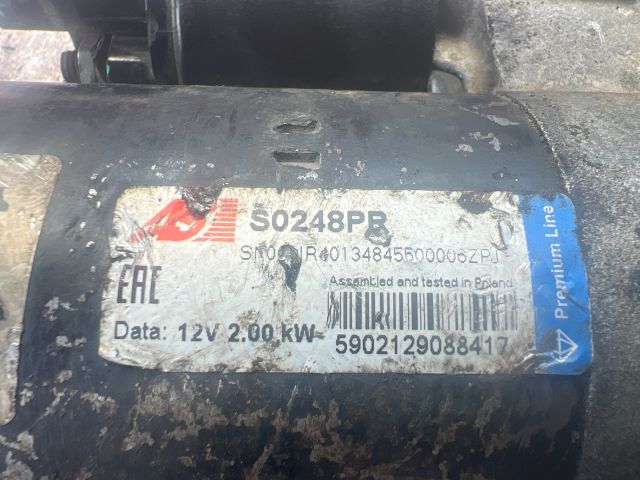 S0248PR
Assembled and tested in Poland
EAC
Data: 12V 2.00 kW
5902129088417
Premium Line